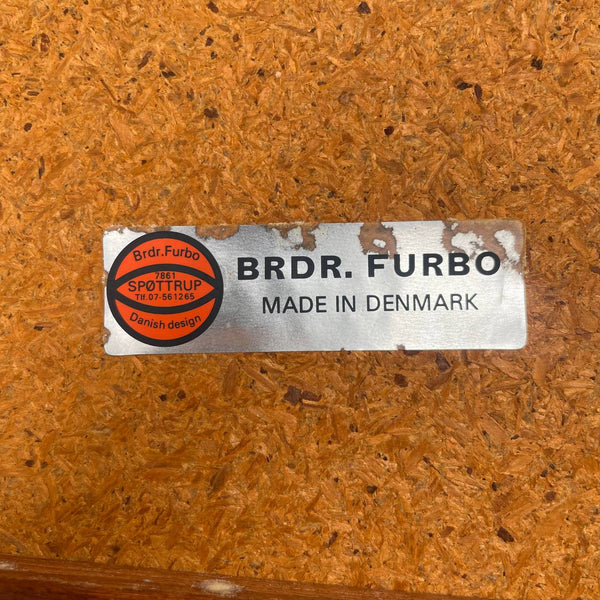 Brdr.Furbo
7861
SPØTTRUP
Tlf.07-561265
Danish design
BRDR. FURBO
MADE IN DENMARK